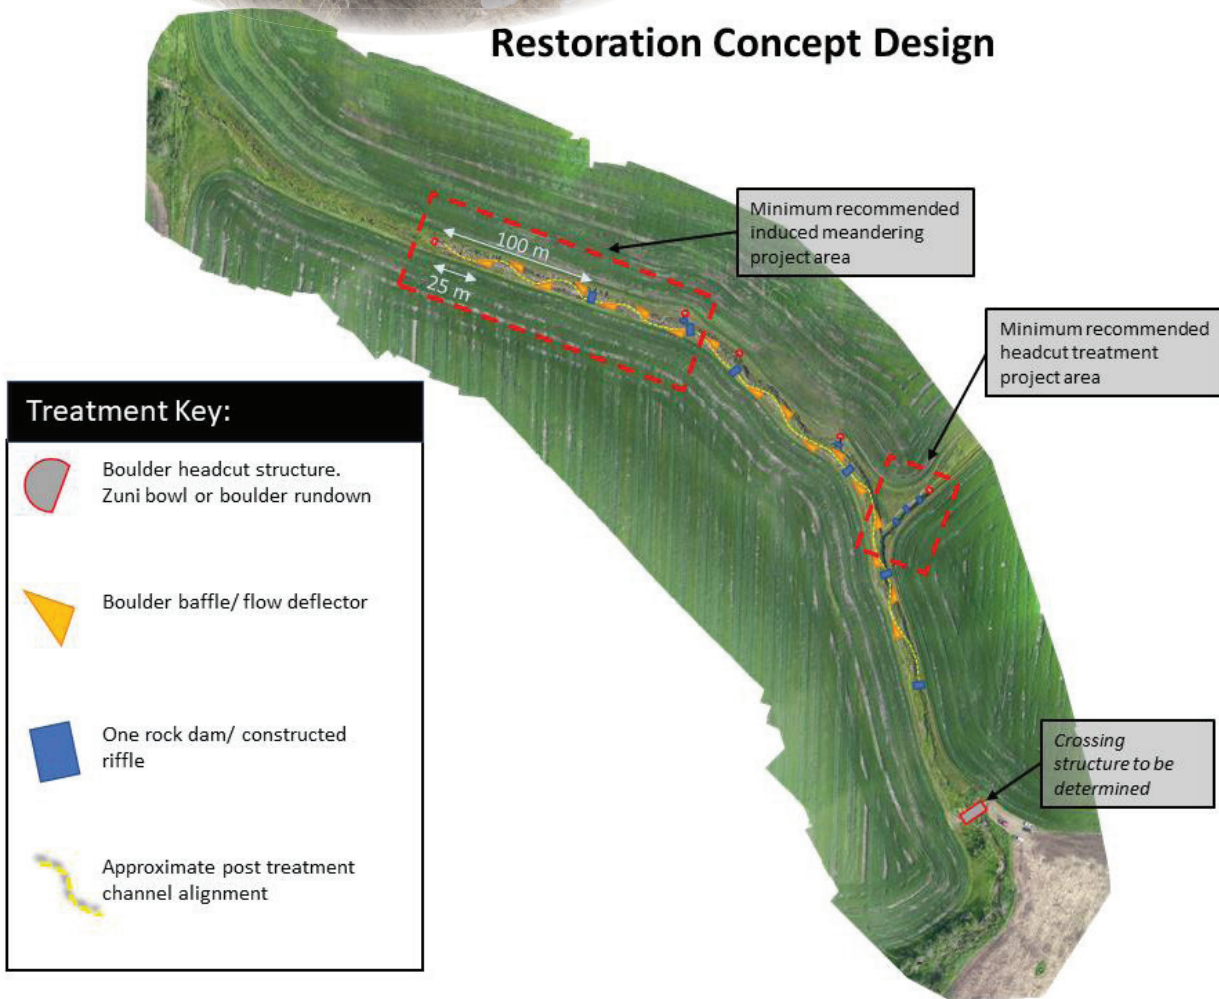 Restoration Concept Design
Minimum recommended
induced meandering
project area
100 m
25 m
Minimum recommended
headcut treatment
project area
Treatment Key:
Boulder headcut structure.
Zuni bowl or boulder rundown
Boulder baffle/ flow deflector
One rock dam/ constructed
riffle
Approximate post treatment
channel alignment
Crossing
structure to be
determined